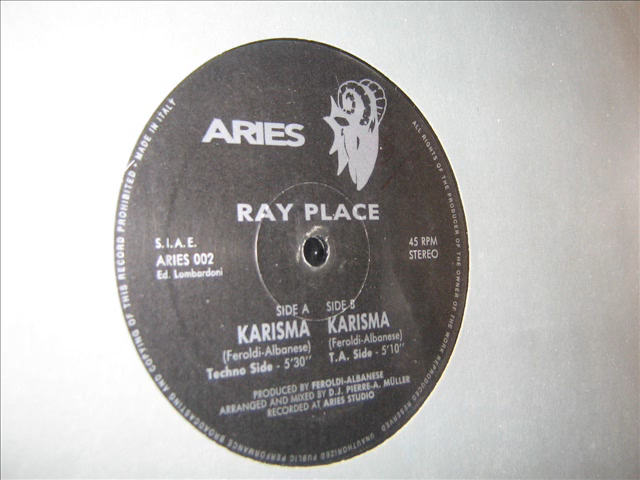 ARIES
RAY PLACE
S.I.A.E.
ARIES 002
Ed. Lombardoni
45 RPM
STEREO
SIDE A
KARISMA
(Feroldi-Albanese)
Techno Side - 5'30"
SIDE B
KARISMA
(Feroldi-Albanese)
T.A. Side - 5'10"
PRODUCED BY FEROLDI-ALBANESE
ARRANGED AND MIXED BY D.J. PIERRE-A. MÜLLER
RECORDED AT ARIES STUDIO
ALL RIGHTS OF THE PRODUCER OF THE OWNER OF THE WORK REPRODUCED RESERVED UNAUTHORIZED PUBLIC PERFORMANCE BROADCASTING AND COPYING OF THIS RECORD PROHIBITED - MADE IN ITALY